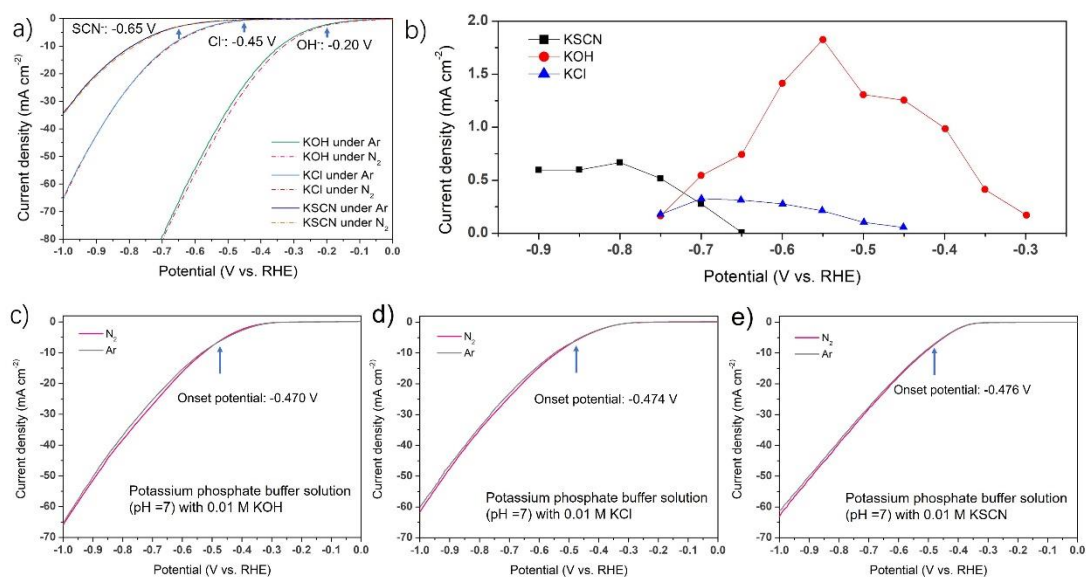 a)
SCN⁻: -0.65 V
Cl⁻: -0.45 V
OH⁻: -0.20 V
KOH under Ar
KOH under N₂
KCl under Ar
KCl under N₂
KSCN under Ar
KSCN under N₂
0
-10
-20
-30
-40
-50
-60
-70
-80
-1.0 -0.9 -0.8 -0.7 -0.6 -0.5 -0.4 -0.3 -0.2 -0.1 0.0
Current density (mA cm⁻²)
Potential (V vs. RHE)
b)
KSCN
KOH
KCl
2.0
1.5
1.0
0.5
0.0
-0.9 -0.8 -0.7 -0.6 -0.5 -0.4 -0.3
Current density (mA cm⁻²)
Potential (V vs. RHE)
c)
N₂
Ar
Onset potential: -0.470 V
Potassium phosphate buffer solution
(pH =7) with 0.01 M KOH
0
-10
-20
-30
-40
-50
-60
-70
-1.0 -0.9 -0.8 -0.7 -0.6 -0.5 -0.4 -0.3 -0.2 -0.1 0.0
Current density (mA cm⁻²)
Potential (V vs. RHE)
d)
N₂
Ar
Onset potential: -0.474 V
Potassium phosphate buffer solution
(pH =7) with 0.01 M KCl
0
-10
-20
-30
-40
-50
-60
-70
-1.0 -0.9 -0.8 -0.7 -0.6 -0.5 -0.4 -0.3 -0.2 -0.1 0.0
Current density (mA cm⁻²)
Potential (V vs. RHE)
e)
N₂
Ar
Onset potential: -0.476 V
Potassium phosphate buffer solution
(pH =7) with 0.01 M KSCN
0
-10
-20
-30
-40
-50
-60
-70
-1.0 -0.9 -0.8 -0.7 -0.6 -0.5 -0.4 -0.3 -0.2 -0.1 0.0
Current density (mA cm⁻²)
Potential (V vs. RHE)